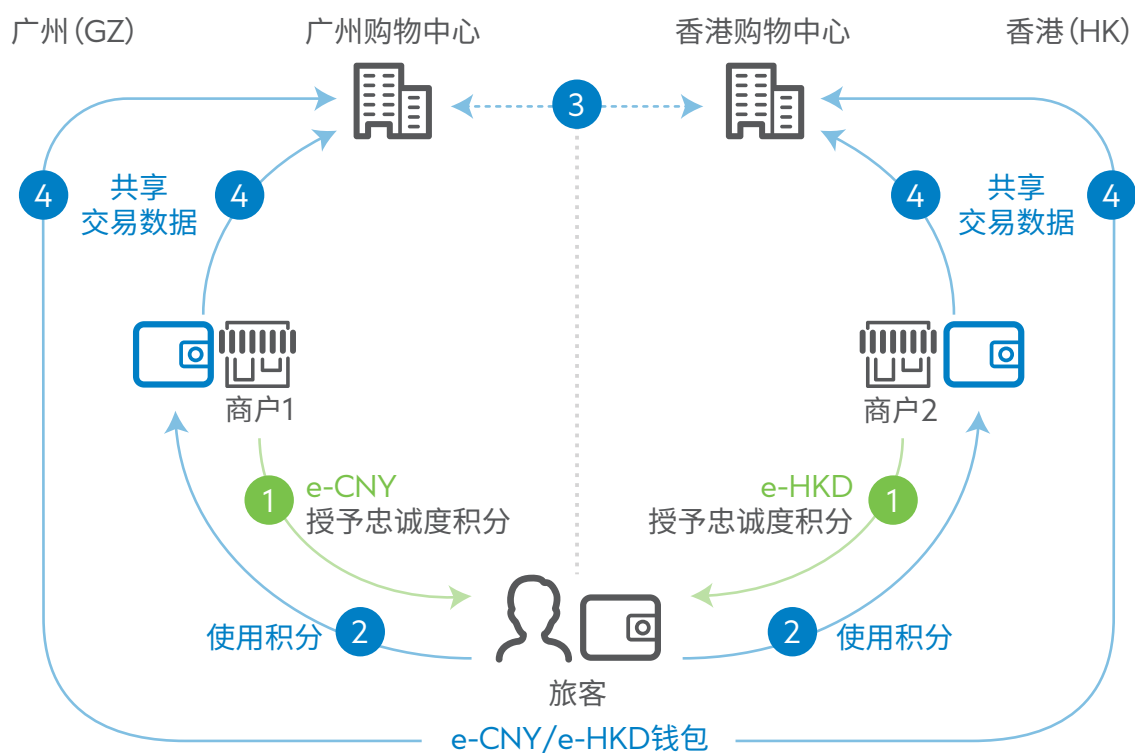 广州（GZ）
广州购物中心
香港购物中心
香港（HK）
3
4
共享
交易数据
4
4
共享
交易数据
4
商户1
商户2
1
e-CNY
授予忠诚度积分
e-HKD
授予忠诚度积分
1
使用积分
2
2
使用积分
旅客
e-CNY/e-HKD钱包